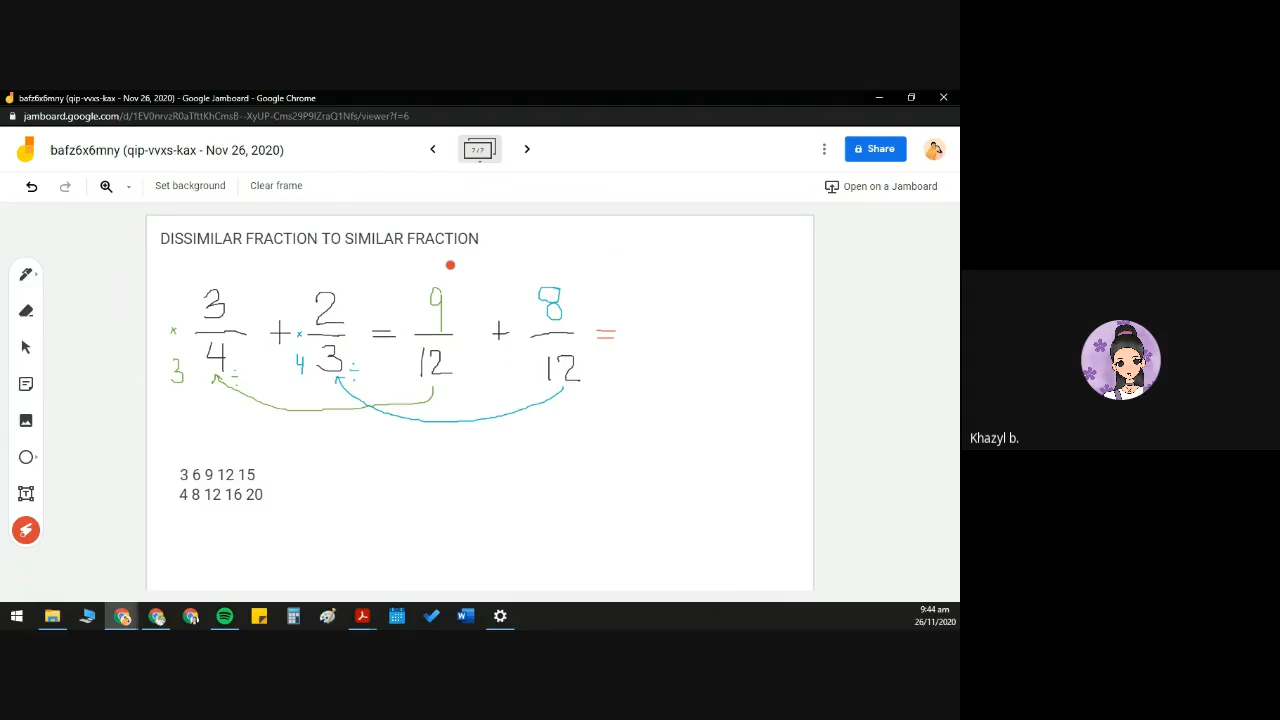 bafz6x6mny (qip-vvxs-kax - Nov 26, 2020) - Google Jamboard - Google Chrome
bafz6x6mny (qip-vvxs-kax - Nov 26, 2020)
7/7
Share
Set background
Clear frame
Open on a Jamboard
DISSIMILAR FRACTION TO SIMILAR FRACTION
3 2 9 8
× + × = + =
4 3 12 12
3 ÷ 4 ÷
3 6 9 12 15
4 8 12 16 20
Khazyl b.
9:44 am
26/11/2020